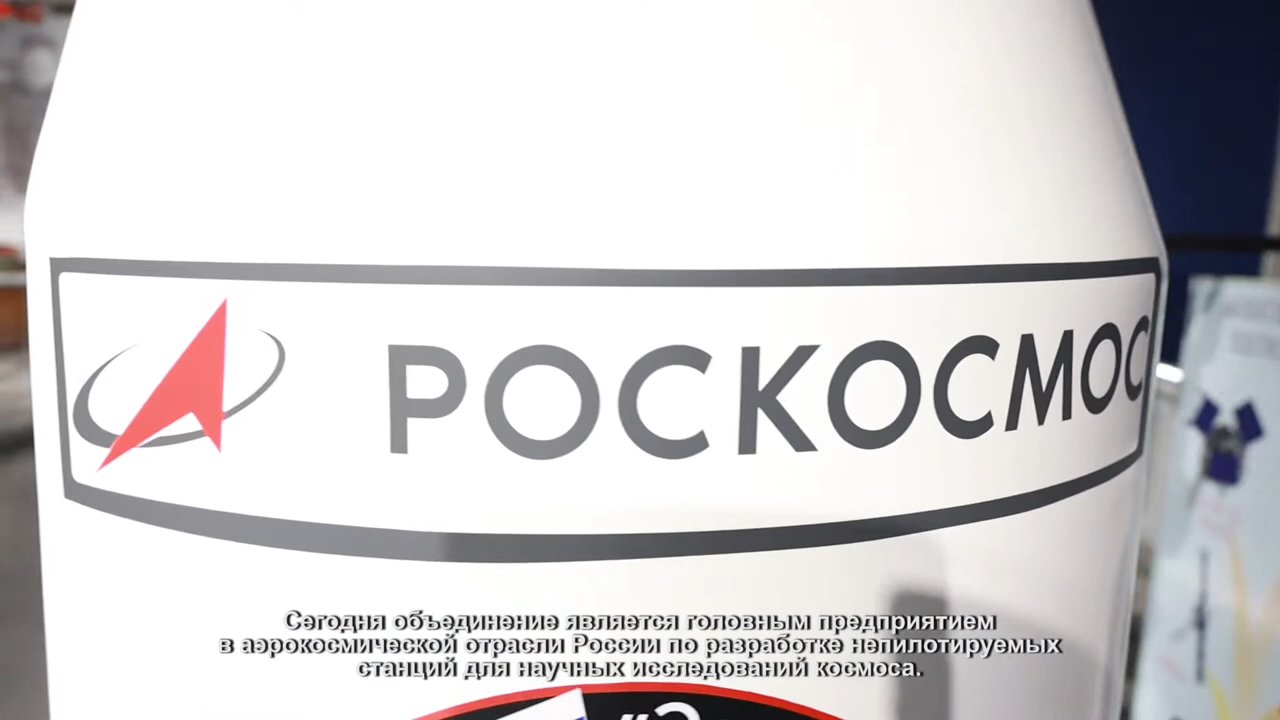 РОСКОСМОС
Сегодня объединение является головным предприятием
в аэрокосмической отрасли России по разработке непилотируемых
станций для научных исследований космоса.